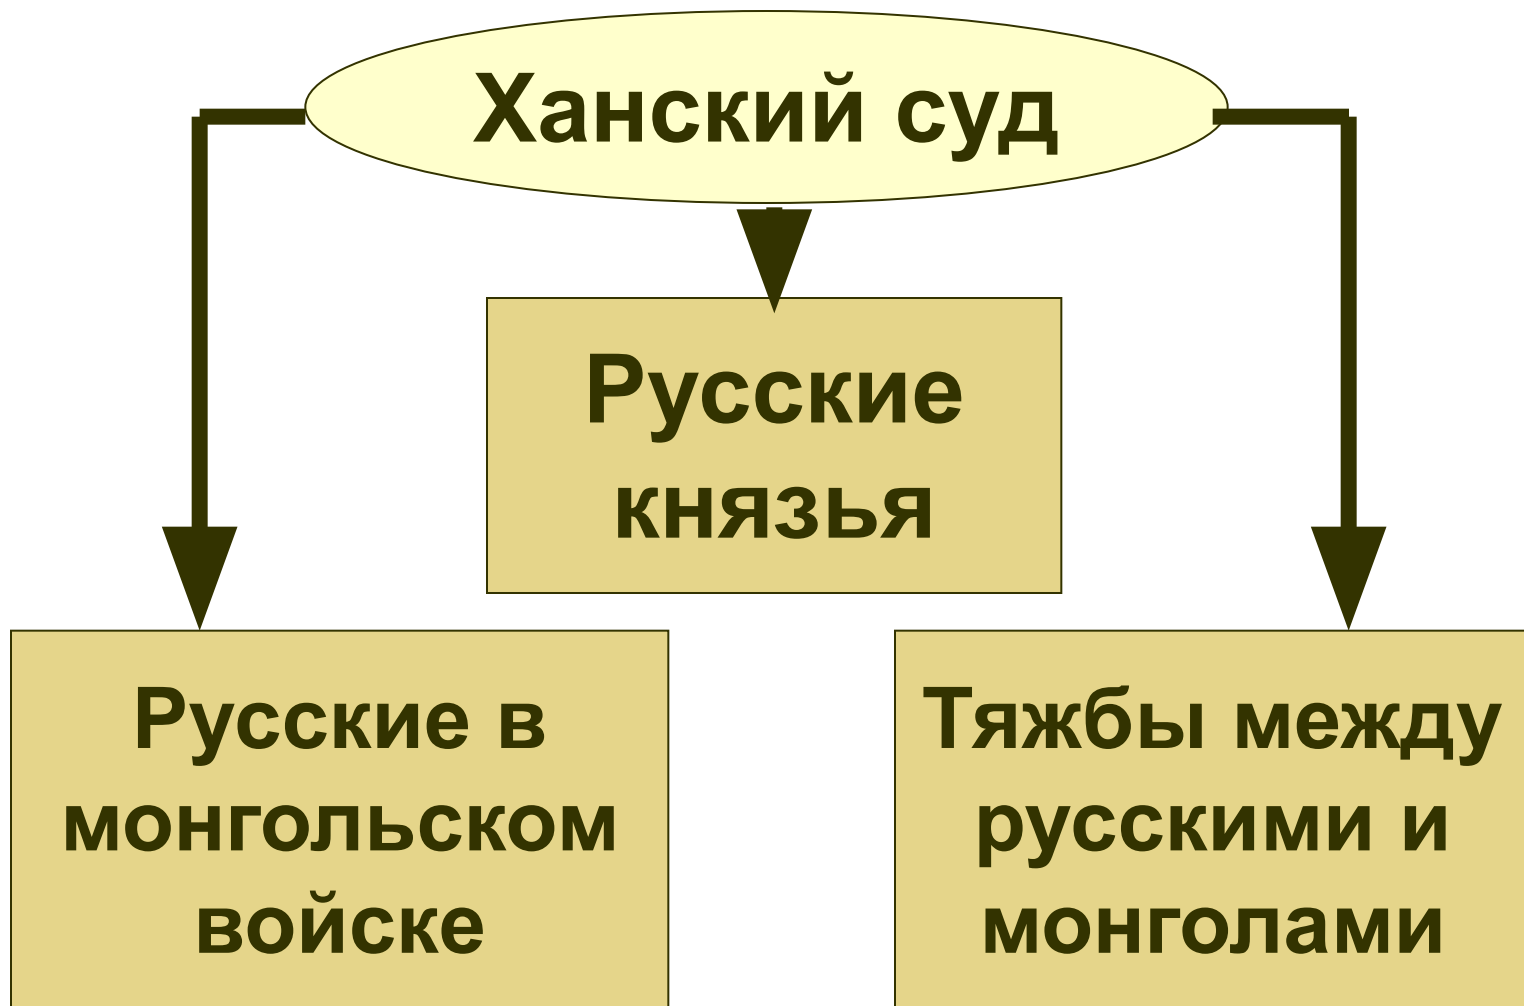 Ханский суд
Русские
князья
Русские в
монгольском
войске
Тяжбы между
русскими и
монголами